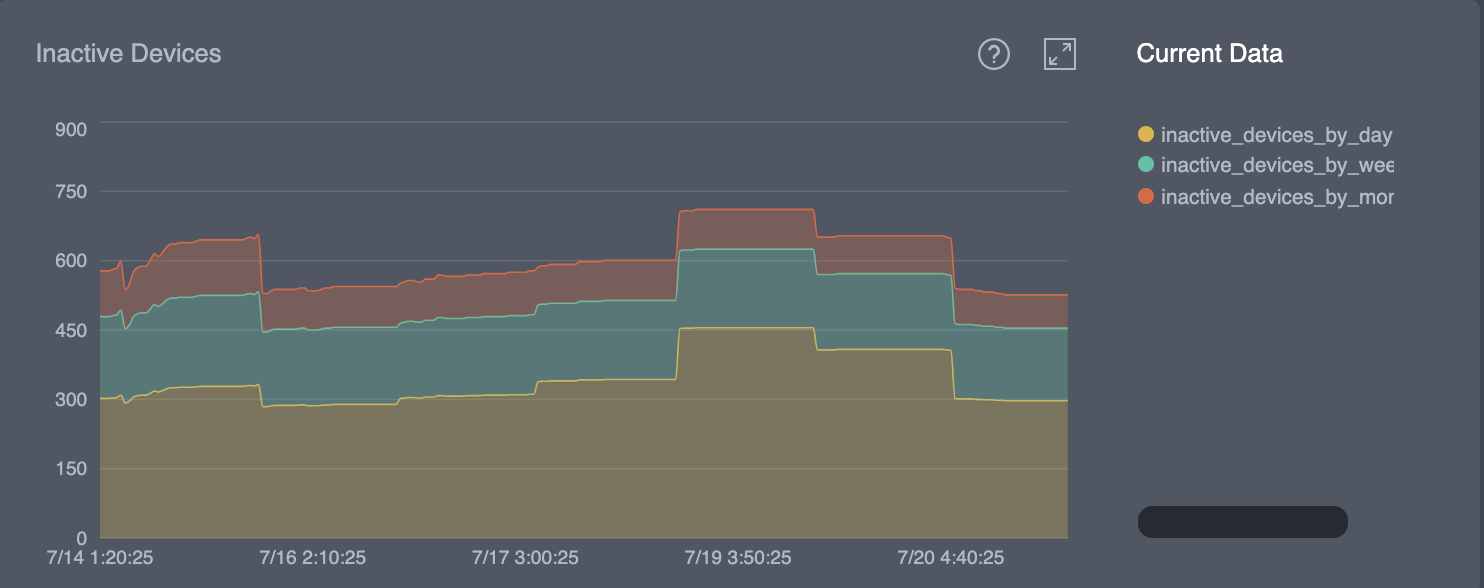 Inactive Devices
?
Current Data
900
750
600
450
300
150
0
7/14 1:20:25
7/16 2:10:25
7/17 3:00:25
7/19 3:50:25
7/20 4:40:25
inactive_devices_by_day
inactive_devices_by_wee
inactive_devices_by_mor